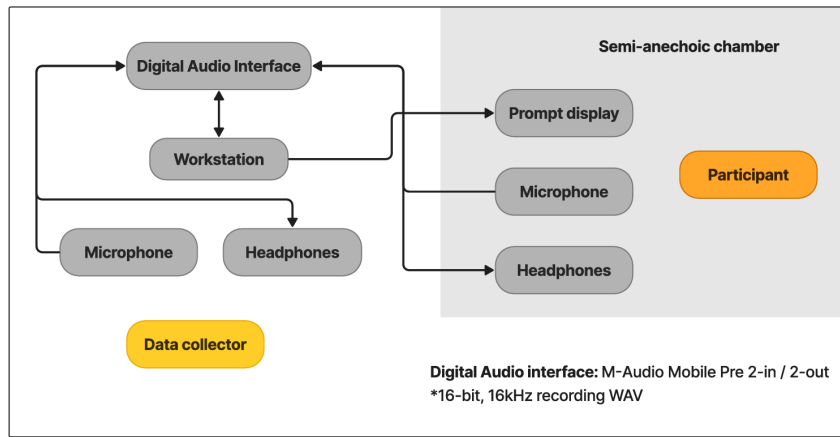 Semi-anechoic chamber
Digital Audio Interface
Prompt display
Workstation
Participant
Microphone
Microphone
Headphones
Headphones
Data collector
Digital Audio interface: M-Audio Mobile Pre 2-in / 2-out
*16-bit, 16kHz recording WAV